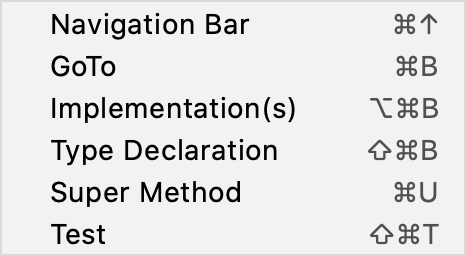 Navigation Bar ⌘↑
GoTo ⌘B
Implementation(s) ⌥⌘B
Type Declaration ⇧⌘B
Super Method ⌘U
Test ⇧⌘T